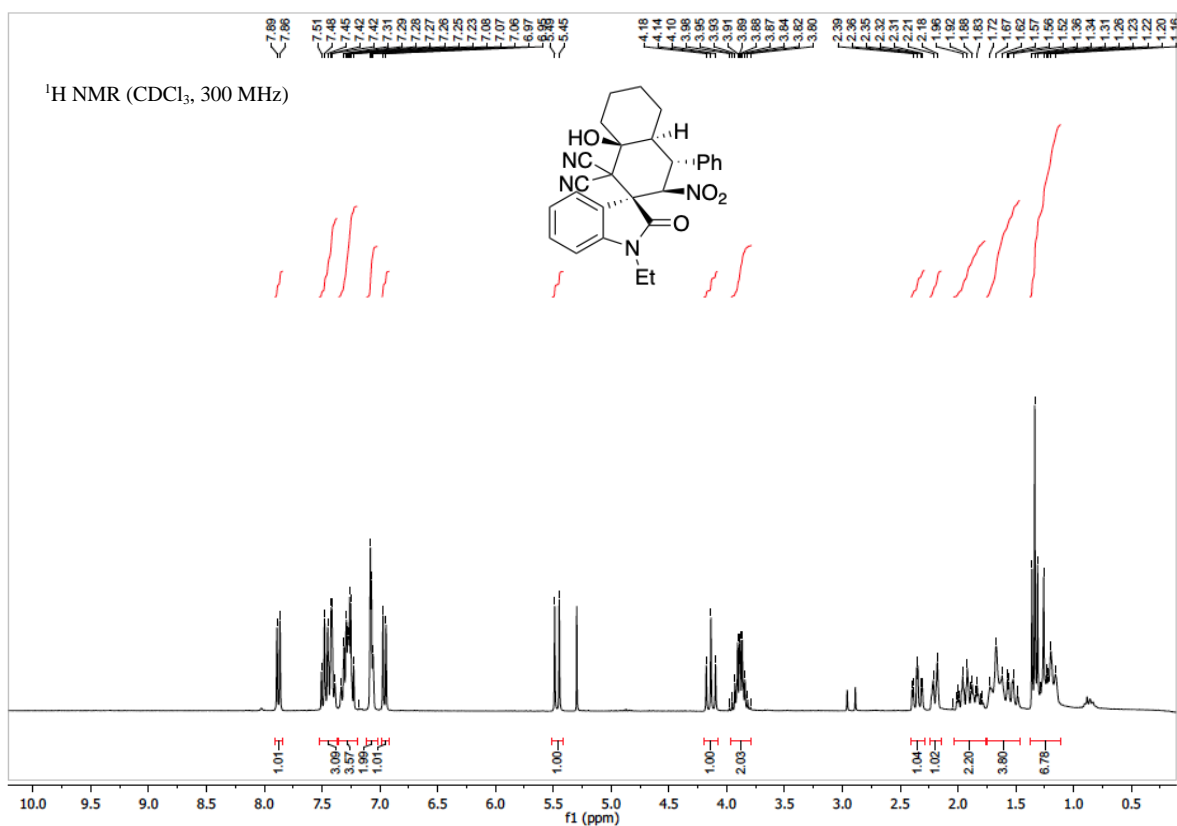 7.89 7.86 7.51 7.48 7.45 7.42 7.42 7.31 7.29 7.28 7.27 7.26 7.25 7.23 7.08 7.07 7.06 6.97 6.95 5.49 5.45 4.18 4.14 4.10 3.98 3.95 3.93 3.91 3.89 3.88 3.87 3.84 3.82 3.80 2.39 2.36 2.35 2.32 2.31 2.21 2.18 1.96 1.92 1.88 1.83 1.72 1.67 1.62 1.57 1.56 1.52 1.36 1.34 1.31 1.26 1.23 1.22 1.20 1.16
¹H NMR (CDCl₃, 300 MHz)
HO
H
NC
NC
Ph
NO₂
O
N
Et
1.01 3.09 3.57 1.99 1.01 1.00 1.00 2.03 1.04 1.02 2.20 3.80 6.78
10.0 9.5 9.0 8.5 8.0 7.5 7.0 6.5 6.0 5.5 5.0 4.5 4.0 3.5 3.0 2.5 2.0 1.5 1.0 0.5
f1 (ppm)